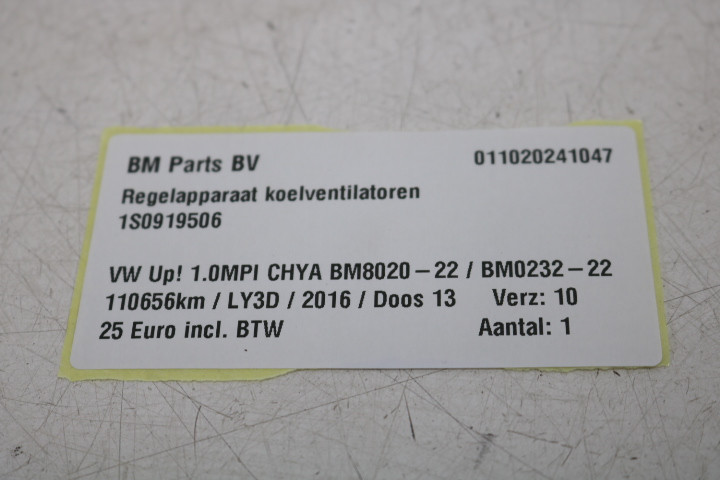 BM Parts BV 011020241047
Regelapparaat koelventilatoren
1S0919506
VW Up! 1.0MPI CHYA BM8020-22 / BM0232-22
110656km / LY3D / 2016 / Doos 13 Verz: 10
25 Euro incl. BTW Aantal: 1